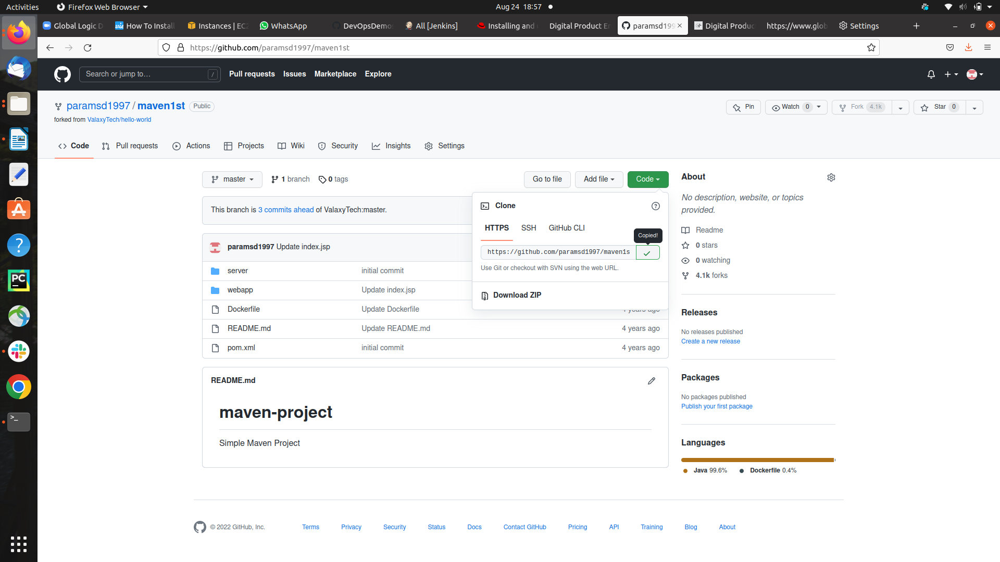 Activities Firefox Web Browser Aug 24 18:57
Global Logic D How To Install Instances | EC2 WhatsApp DevOpsDemo All [Jenkins] Installing and Digital Product En paramsd199 Digital Produc https://www.glob Settings
https://github.com/paramsd1997/maven1st
Search or jump to… / Pull requests Issues Marketplace Explore
paramsd1997 / maven1st Public Pin Watch 0 Fork 4.1k Star 0
forked from ValaxyTech/hello-world
Code Pull requests Actions Projects Wiki Security Insights Settings
master 1 branch 0 tags Go to file Add file Code
About
No description, website, or topics
provided.
Readme
0 stars
0 watching
4.1k forks
Clone
HTTPS SSH GitHub CLI
Copied!
https://github.com/paramsd1997/maven1s
Use Git or checkout with SVN using the web URL.
Download ZIP
This branch is 3 commits ahead of ValaxyTech:master.
paramsd1997 Update index.jsp
server initial commit
webapp Update index.jsp
Dockerfile Update Dockerfile 4 years ago
README.md Update README.md 4 years ago
pom.xml initial commit 4 years ago
Releases
No releases published
Create a new release
Packages
No packages published
Publish your first package
Languages
Java 99.6% Dockerfile 0.4%
README.md
maven-project
Simple Maven Project
© 2022 GitHub, Inc. Terms Privacy Security Status Docs Contact GitHub Pricing API Training Blog About
PC
>_